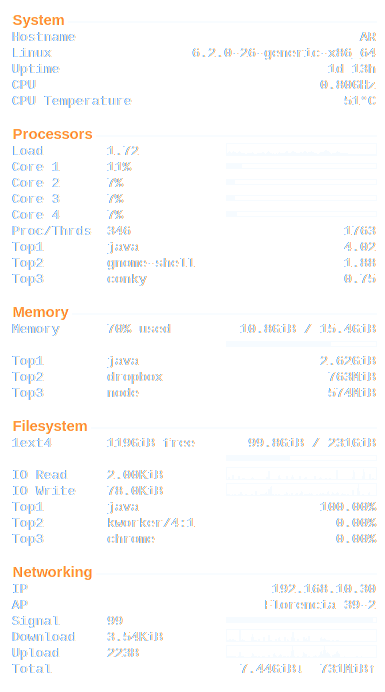 System
Hostname AR
Linux 6.2.0-26-generic-x86_64
Uptime 1d 13h
CPU 0.80GHz
CPU Temperature 51°C
Processors
Load 1.72
Core 1 11%
Core 2 7%
Core 3 7%
Core 4 7%
Proc/Thrds 346 1763
Top1 java 4.02
Top2 gnome-shell 1.88
Top3 conky 0.75
Memory
Memory 70% used 10.8GiB / 15.4GiB
Top1 java 2.62GiB
Top2 dropbox 763MiB
Top3 node 574MiB
Filesystem
1ext4 119GiB free 99.8GiB / 231GiB
IO Read 2.00KiB
IO Write 78.0KiB
Top1 java 100.00%
Top2 kworker/4:1 0.00%
Top3 chrome 0.00%
Networking
IP 192.168.10.30
AP Florencia 39-2
Signal 99
Download 3.54KiB
Upload 223B
Total 7.44GiB↓ 731MiB↑